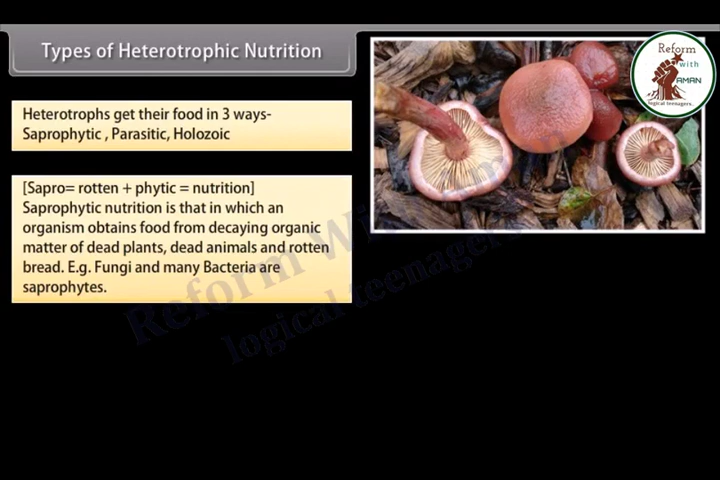 Types of Heterotrophic Nutrition
Heterotrophs get their food in 3 ways-
Saprophytic , Parasitic, Holozoic
[Sapro= rotten + phytic = nutrition]
Saprophytic nutrition is that in which an
organism obtains food from decaying organic
matter of dead plants, dead animals and rotten
bread. E.g. Fungi and many Bacteria are
saprophytes.
Reform
with
AMAN
logical teenagers.
Reform With
logical teenagers